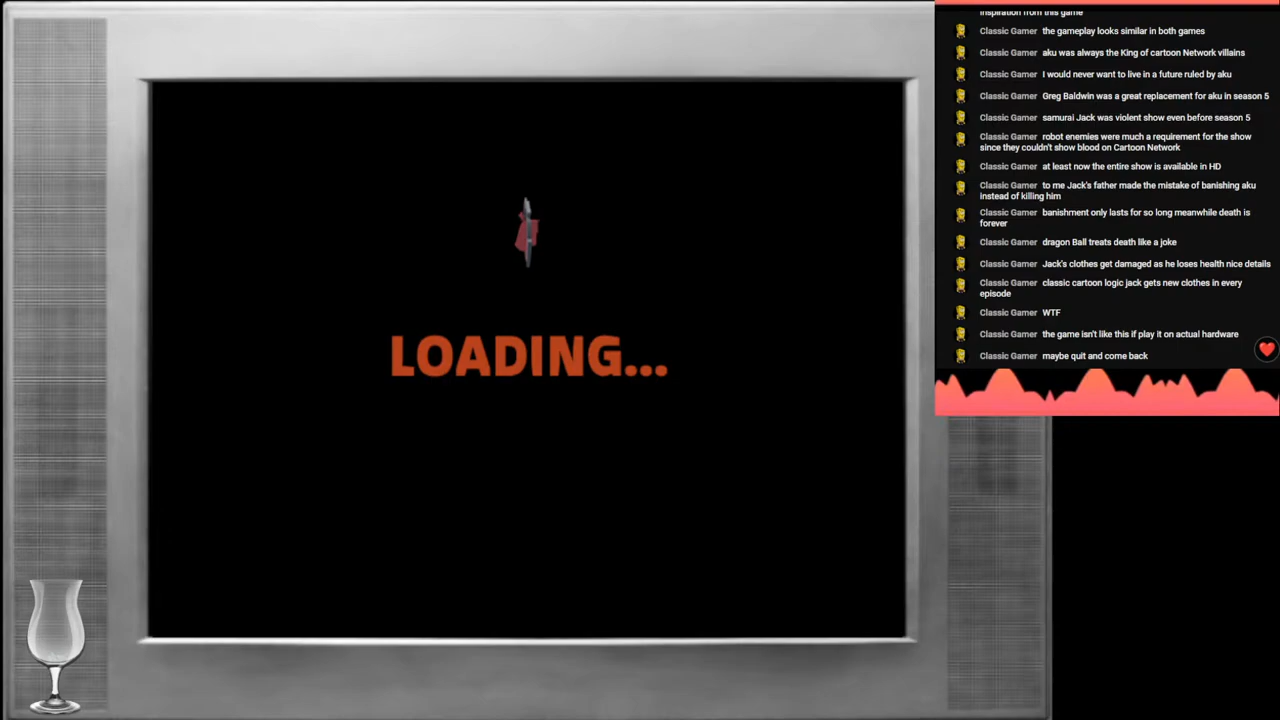 inspiration from this game
Classic Gamer the gameplay looks similar in both games
Classic Gamer aku was always the King of cartoon Network villains
Classic Gamer I would never want to live in a future ruled by aku
Classic Gamer Greg Baldwin was a great replacement for aku in season 5
Classic Gamer samurai Jack was violent show even before season 5
Classic Gamer robot enemies were much a requirement for the show
since they couldn't show blood on Cartoon Network
Classic Gamer at least now the entire show is available in HD
Classic Gamer to me Jack's father made the mistake of banishing aku
instead of killing him
Classic Gamer banishment only lasts for so long meanwhile death is
forever
Classic Gamer dragon Ball treats death like a joke
Classic Gamer Jack's clothes get damaged as he loses health nice details
Classic Gamer classic cartoon logic jack gets new clothes in every
episode
Classic Gamer WTF
Classic Gamer the game isn't like this if play it on actual hardware
Classic Gamer maybe quit and come back
LOADING...